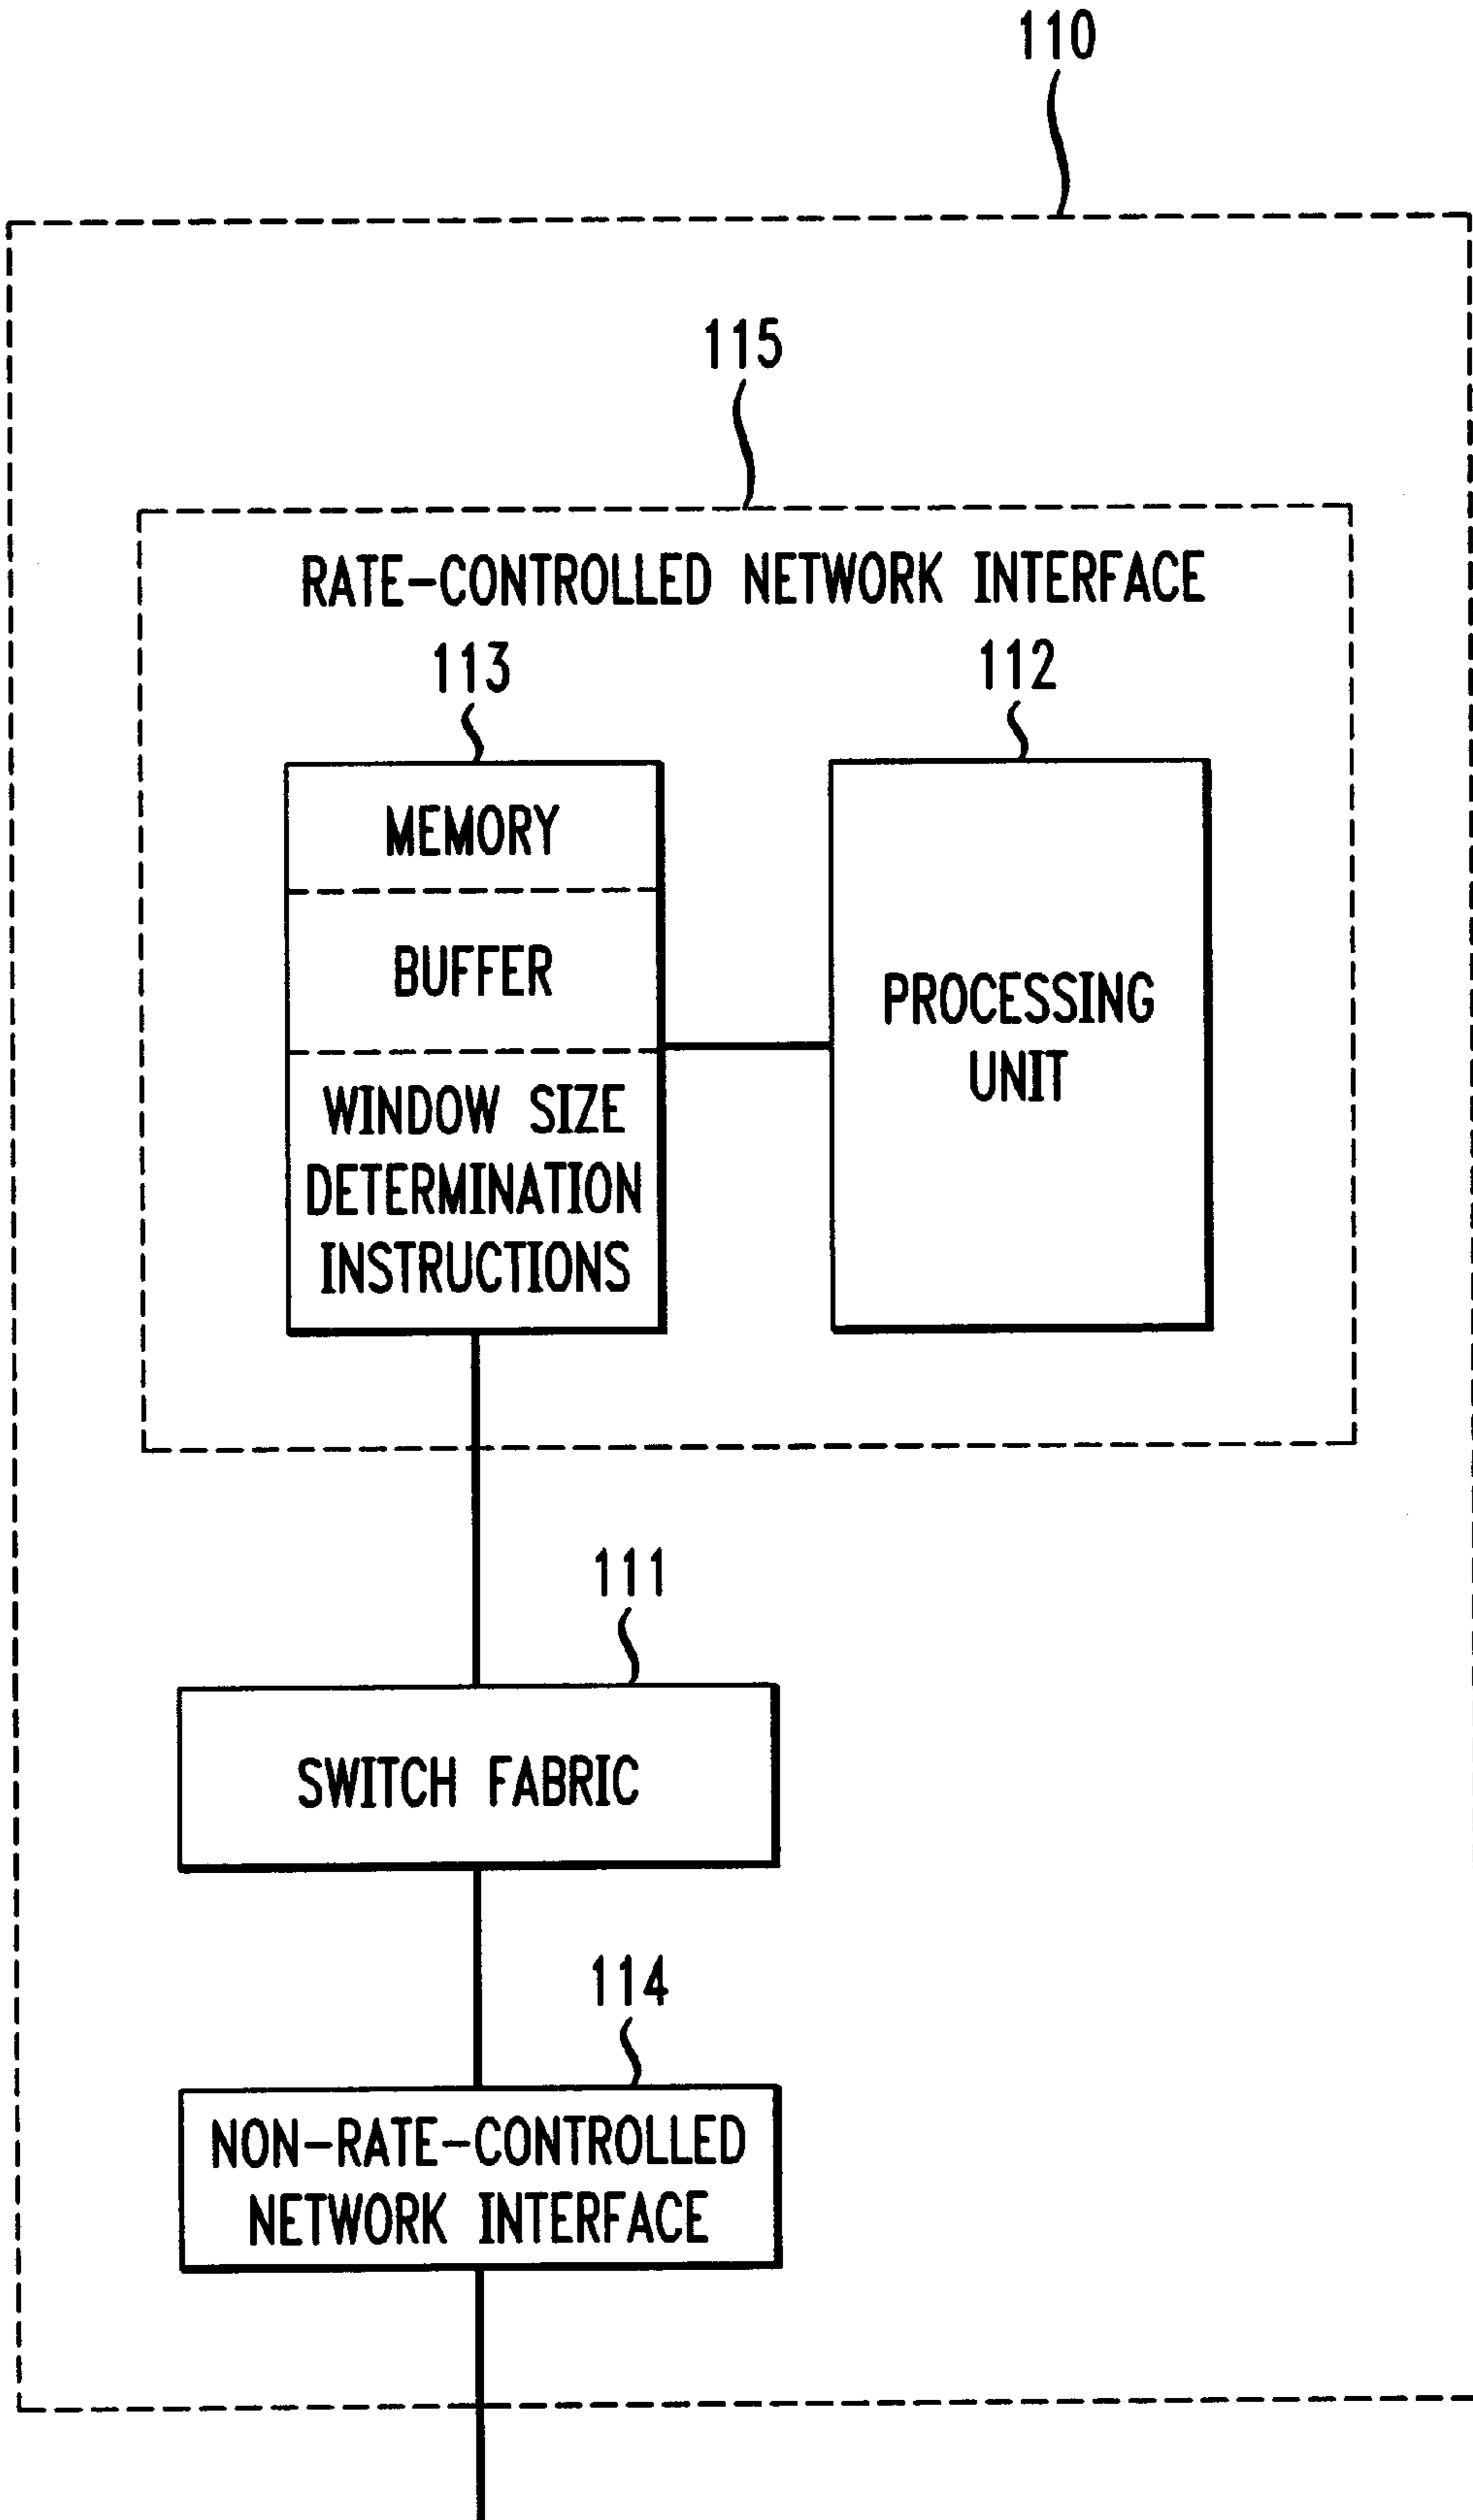 110
115
RATE-CONTROLLED NETWORK INTERFACE
113
112
MEMORY
BUFFER
PROCESSING
UNIT
WINDOW SIZE
DETERMINATION
INSTRUCTIONS
111
SWITCH FABRIC
114
NON-RATE-CONTROLLED
NETWORK INTERFACE